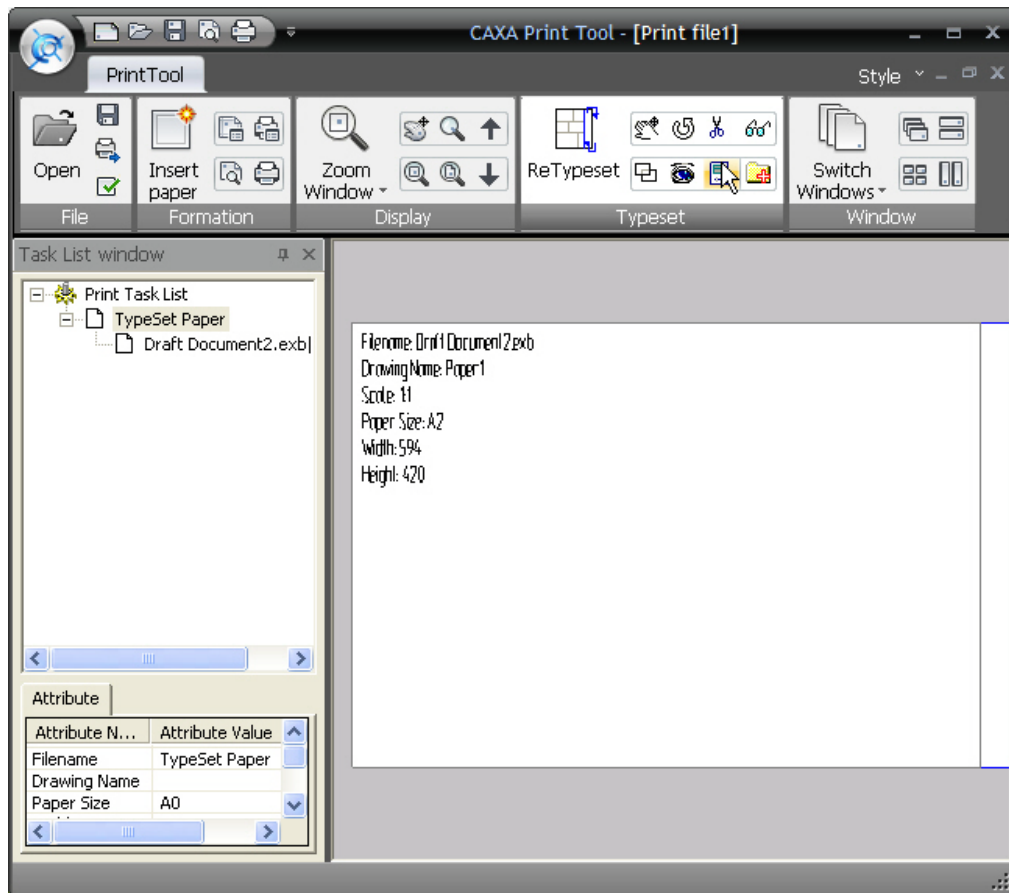 CAXA Print Tool - [Print file1]
PrintTool
Style
Open
Insert paper
Zoom Window
ReTypeset
Switch Windows
File
Formation
Display
Typeset
Window
Task List window
Print Task List
TypeSet Paper
Draft Document2.exb
Filename: Draft Document2.exb
Drawing Name: Paper1
Scale: 1:1
Paper Size: A2
Width: 594
Height: 420
Attribute
Attribute N... Attribute Value
Filename TypeSet Paper
Drawing Name
Paper Size A0